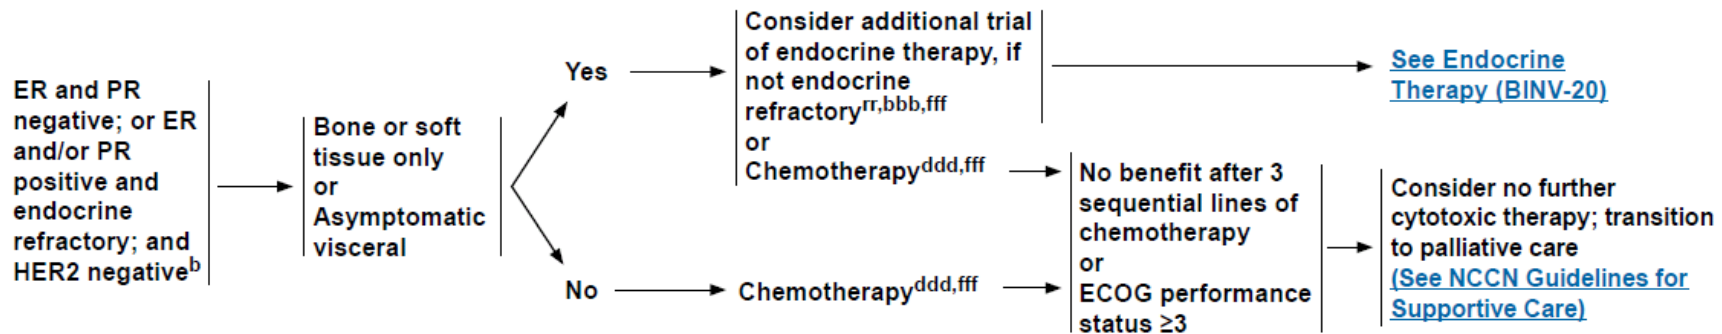 ER and PR
negative; or ER
and/or PR
positive and
endocrine
refractory; and
HER2 negativeb
Bone or soft
tissue only
or
Asymptomatic
visceral
Yes
Consider additional trial
of endocrine therapy, if
not endocrine
refractoryrr,bbb,fff
or
Chemotherapyddd,fff
See Endocrine
Therapy (BINV-20)
No
Chemotherapyddd,fff
No benefit after 3
sequential lines of
chemotherapy
or
ECOG performance
status ≥3
Consider no further
cytotoxic therapy; transition
to palliative care
(See NCCN Guidelines for
Supportive Care)